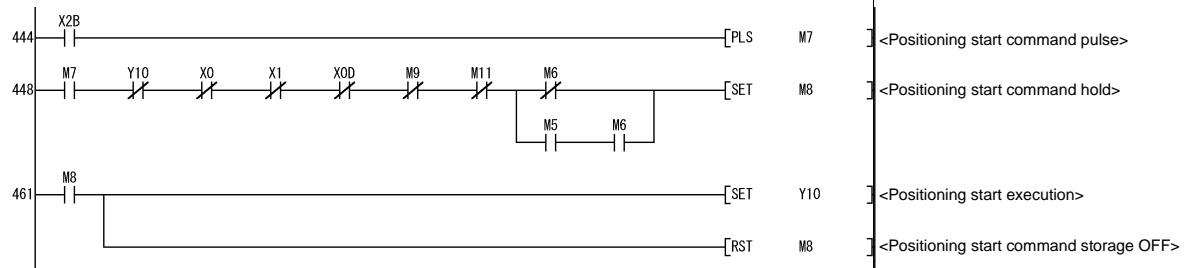 X2B
444 [PLS M7 ] <Positioning start command pulse>
M7 Y10 X0 X1 X0D M9 M11 M6
448 [SET M8 ] <Positioning start command hold>
M5 M6
M8
461 [SET Y10 ] <Positioning start execution>
[RST M8 ] <Positioning start command storage OFF>